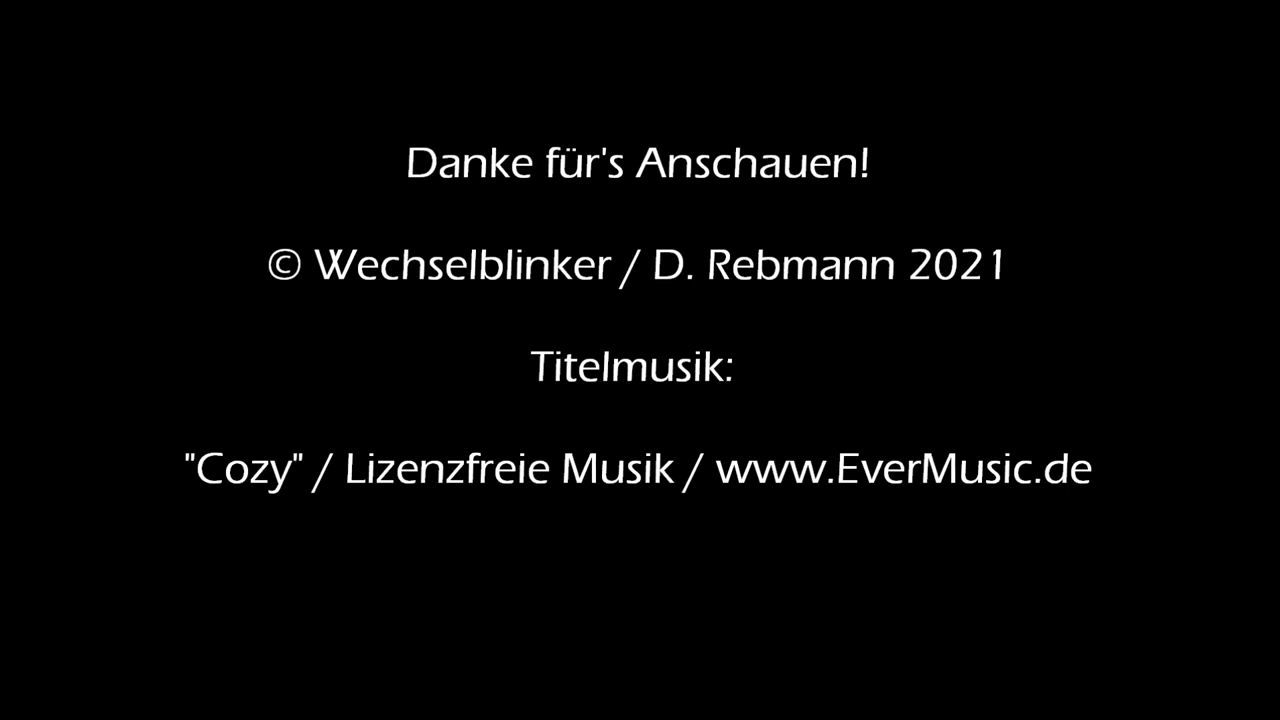 Danke für's Anschauen!
© Wechselblinker / D. Rebmann 2021
Titelmusik:
"Cozy" / Lizenzfreie Musik / www.EverMusic.de